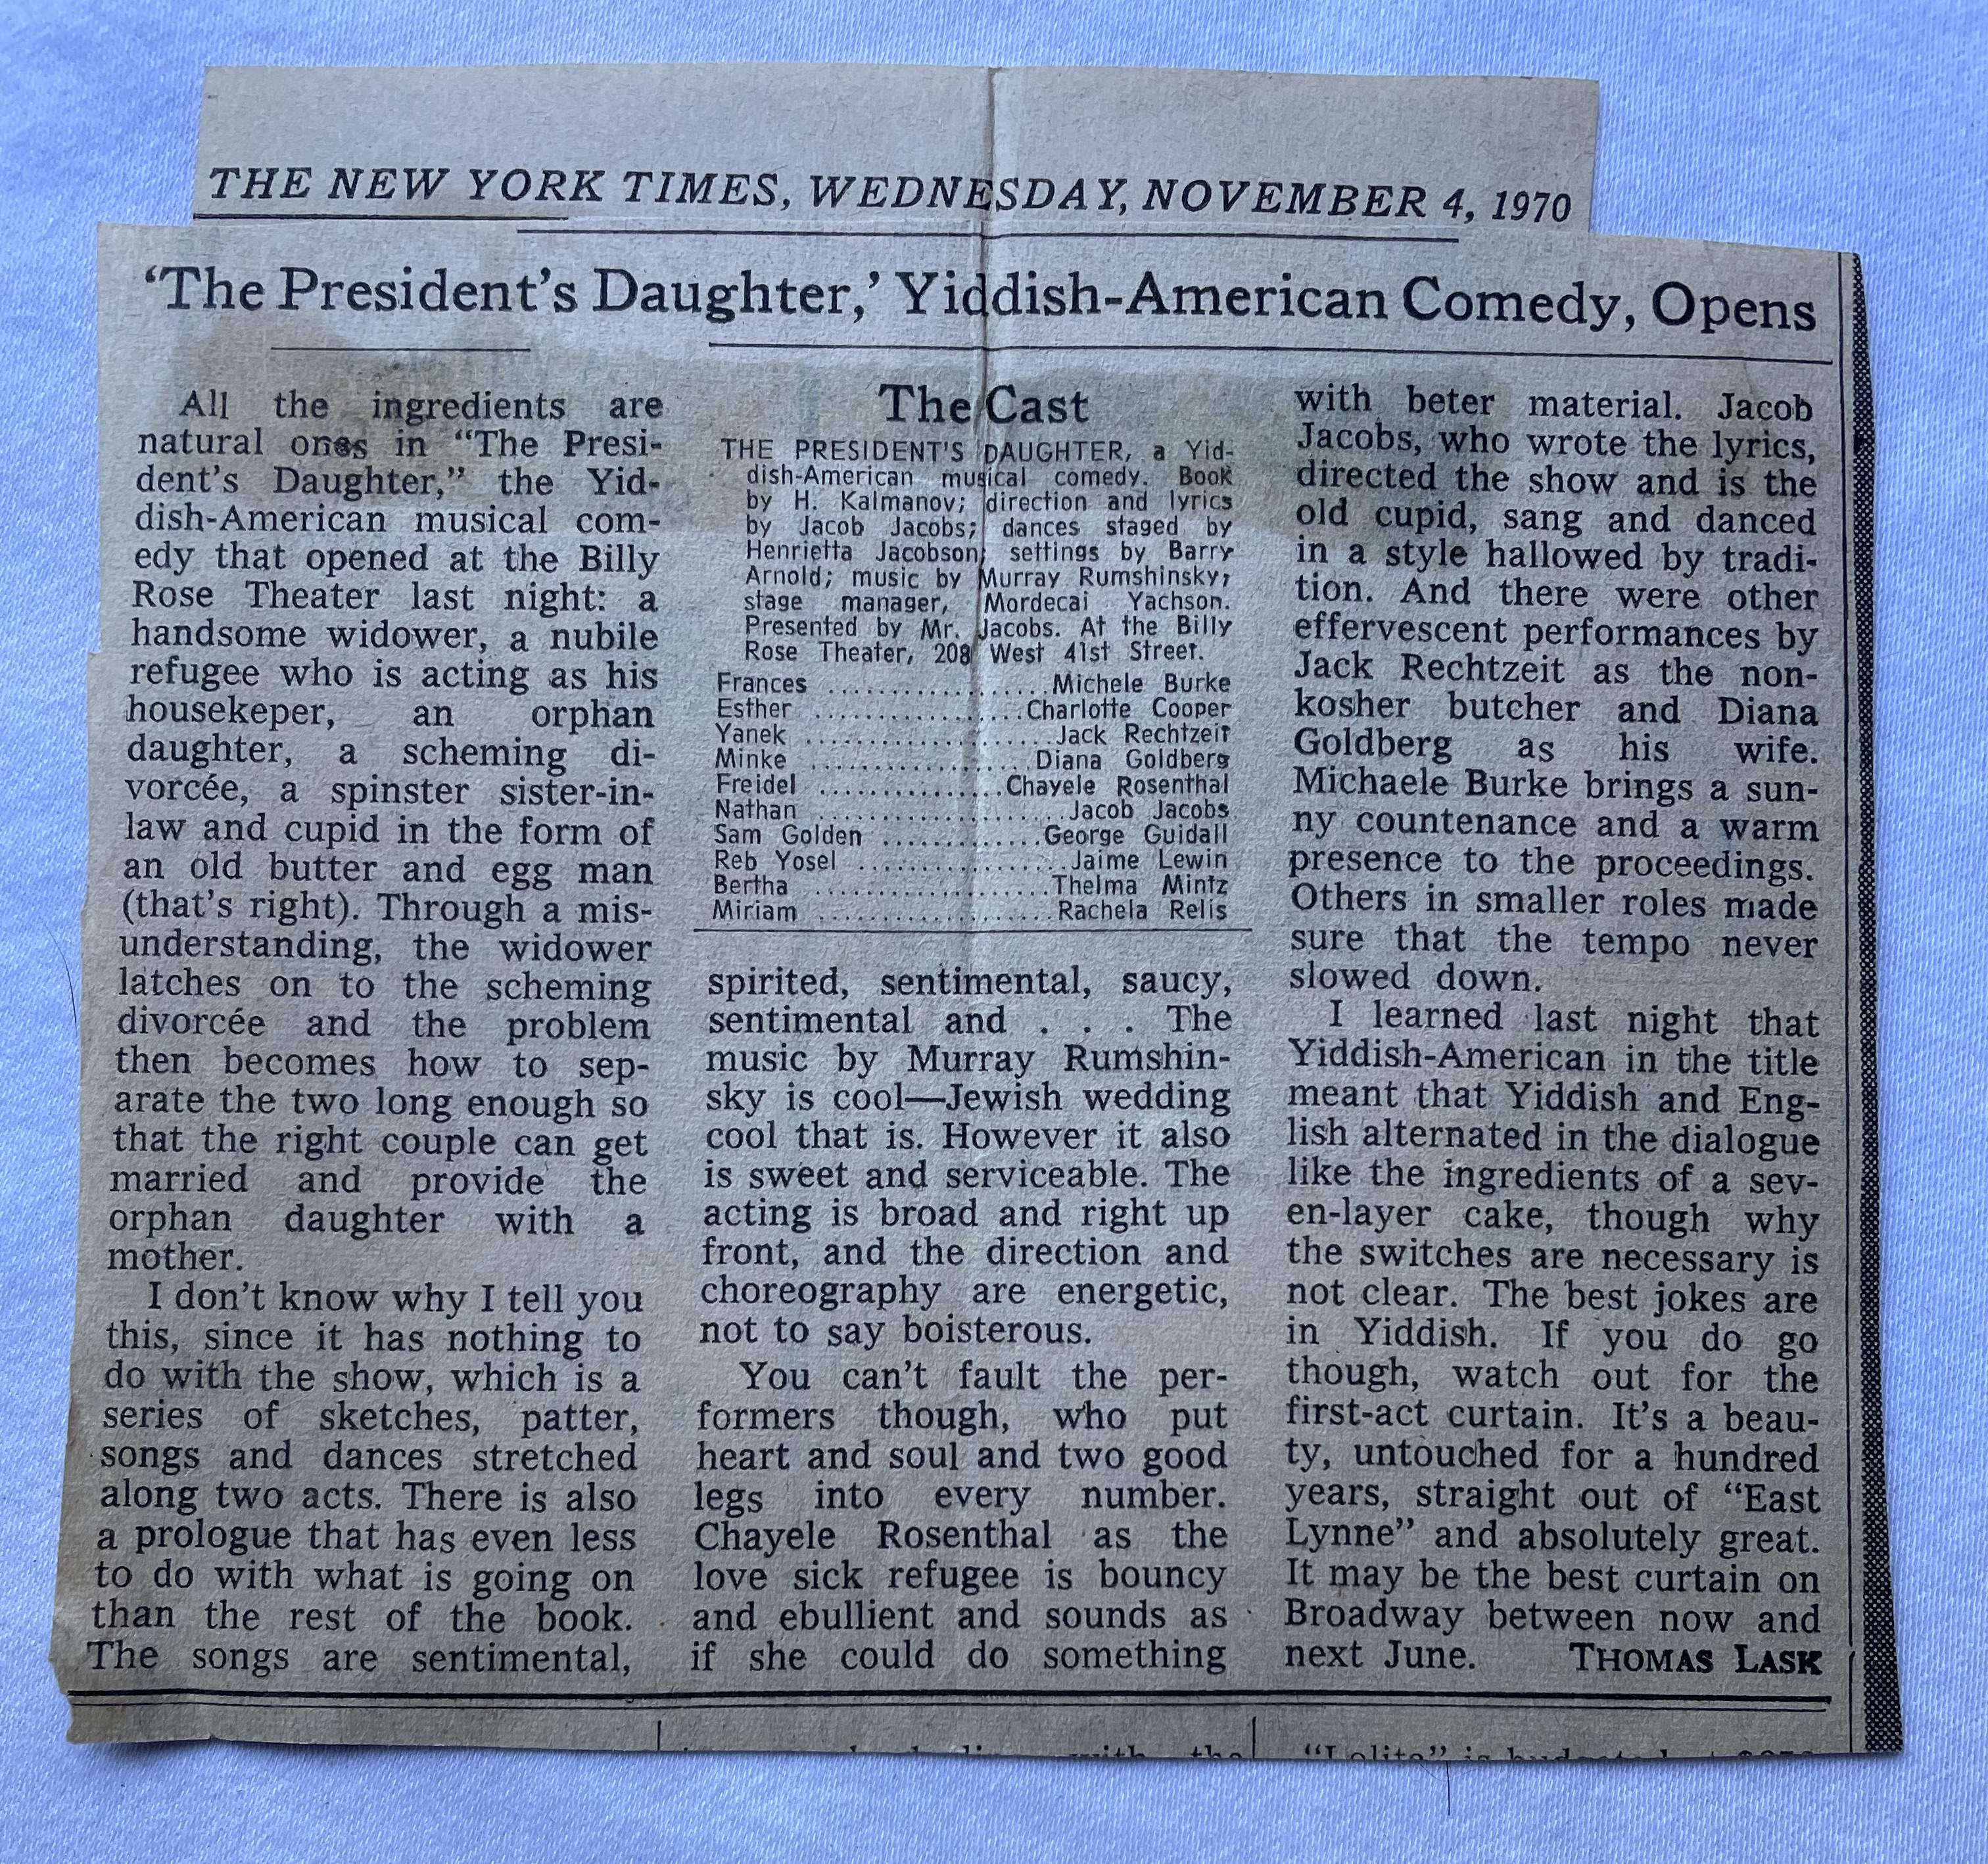 THE NEW YORK TIMES, WEDNESDAY, NOVEMBER 4, 1970
‘The President’s Daughter,’ Yiddish-American Comedy, Opens
All the ingredients are
natural ones in “The Presi-
dent’s Daughter,” the Yid-
dish-American musical com-
edy that opened at the Billy
Rose Theater last night: a
handsome widower, a nubile
refugee who is acting as his
housekeper, an orphan
daughter, a scheming di-
vorcée, a spinster sister-in-
law and cupid in the form of
an old butter and egg man
(that’s right). Through a mis-
understanding, the widower
latches on to the scheming
divorcée and the problem
then becomes how to sep-
arate the two long enough so
that the right couple can get
married and provide the
orphan daughter with a
mother.
I don’t know why I tell you
this, since it has nothing to
do with the show, which is a
series of sketches, patter,
songs and dances stretched
along two acts. There is also
a prologue that has even less
to do with what is going on
than the rest of the book.
The songs are sentimental,
The Cast
THE PRESIDENT'S DAUGHTER, a Yid-
dish-American musical comedy. Book
by H. Kalmanov; direction and lyrics
by Jacob Jacobs; dances staged by
Henrietta Jacobson; settings by Barry
Arnold; music by Murray Rumshinsky;
stage manager, Mordecai Yachson.
Presented by Mr. Jacobs. At the Billy
Rose Theater, 208 West 41st Street.
Frances ....................Michele Burke
Esther ..................Charlotte Cooper
Yanek .....................Jack Rechtzeit
Minke ....................Diana Goldberg
Freidel ................Chayele Rosenthal
Nathan .....................Jacob Jacobs
Sam Golden .............George Guidall
Reb Yosel ..................Jaime Lewin
Bertha .....................Thelma Mintz
Miriam .....................Rachela Relis
spirited, sentimental, saucy,
sentimental and . . . The
music by Murray Rumshin-
sky is cool—Jewish wedding
cool that is. However it also
is sweet and serviceable. The
acting is broad and right up
front, and the direction and
choreography are energetic,
not to say boisterous.
You can’t fault the per-
formers though, who put
heart and soul and two good
legs into every number.
Chayele Rosenthal as the
love sick refugee is bouncy
and ebullient and sounds as
if she could do something
with beter material. Jacob
Jacobs, who wrote the lyrics,
directed the show and is the
old cupid, sang and danced
in a style hallowed by tradi-
tion. And there were other
effervescent performances by
Jack Rechtzeit as the non-
kosher butcher and Diana
Goldberg as his wife.
Michaele Burke brings a sun-
ny countenance and a warm
presence to the proceedings.
Others in smaller roles made
sure that the tempo never
slowed down.
I learned last night that
Yiddish-American in the title
meant that Yiddish and Eng-
lish alternated in the dialogue
like the ingredients of a sev-
en-layer cake, though why
the switches are necessary is
not clear. The best jokes are
in Yiddish. If you do go
though, watch out for the
first-act curtain. It’s a beau-
ty, untouched for a hundred
years, straight out of “East
Lynne” and absolutely great.
It may be the best curtain on
Broadway between now and
next June. THOMAS LASK
with the
“Lolita” is